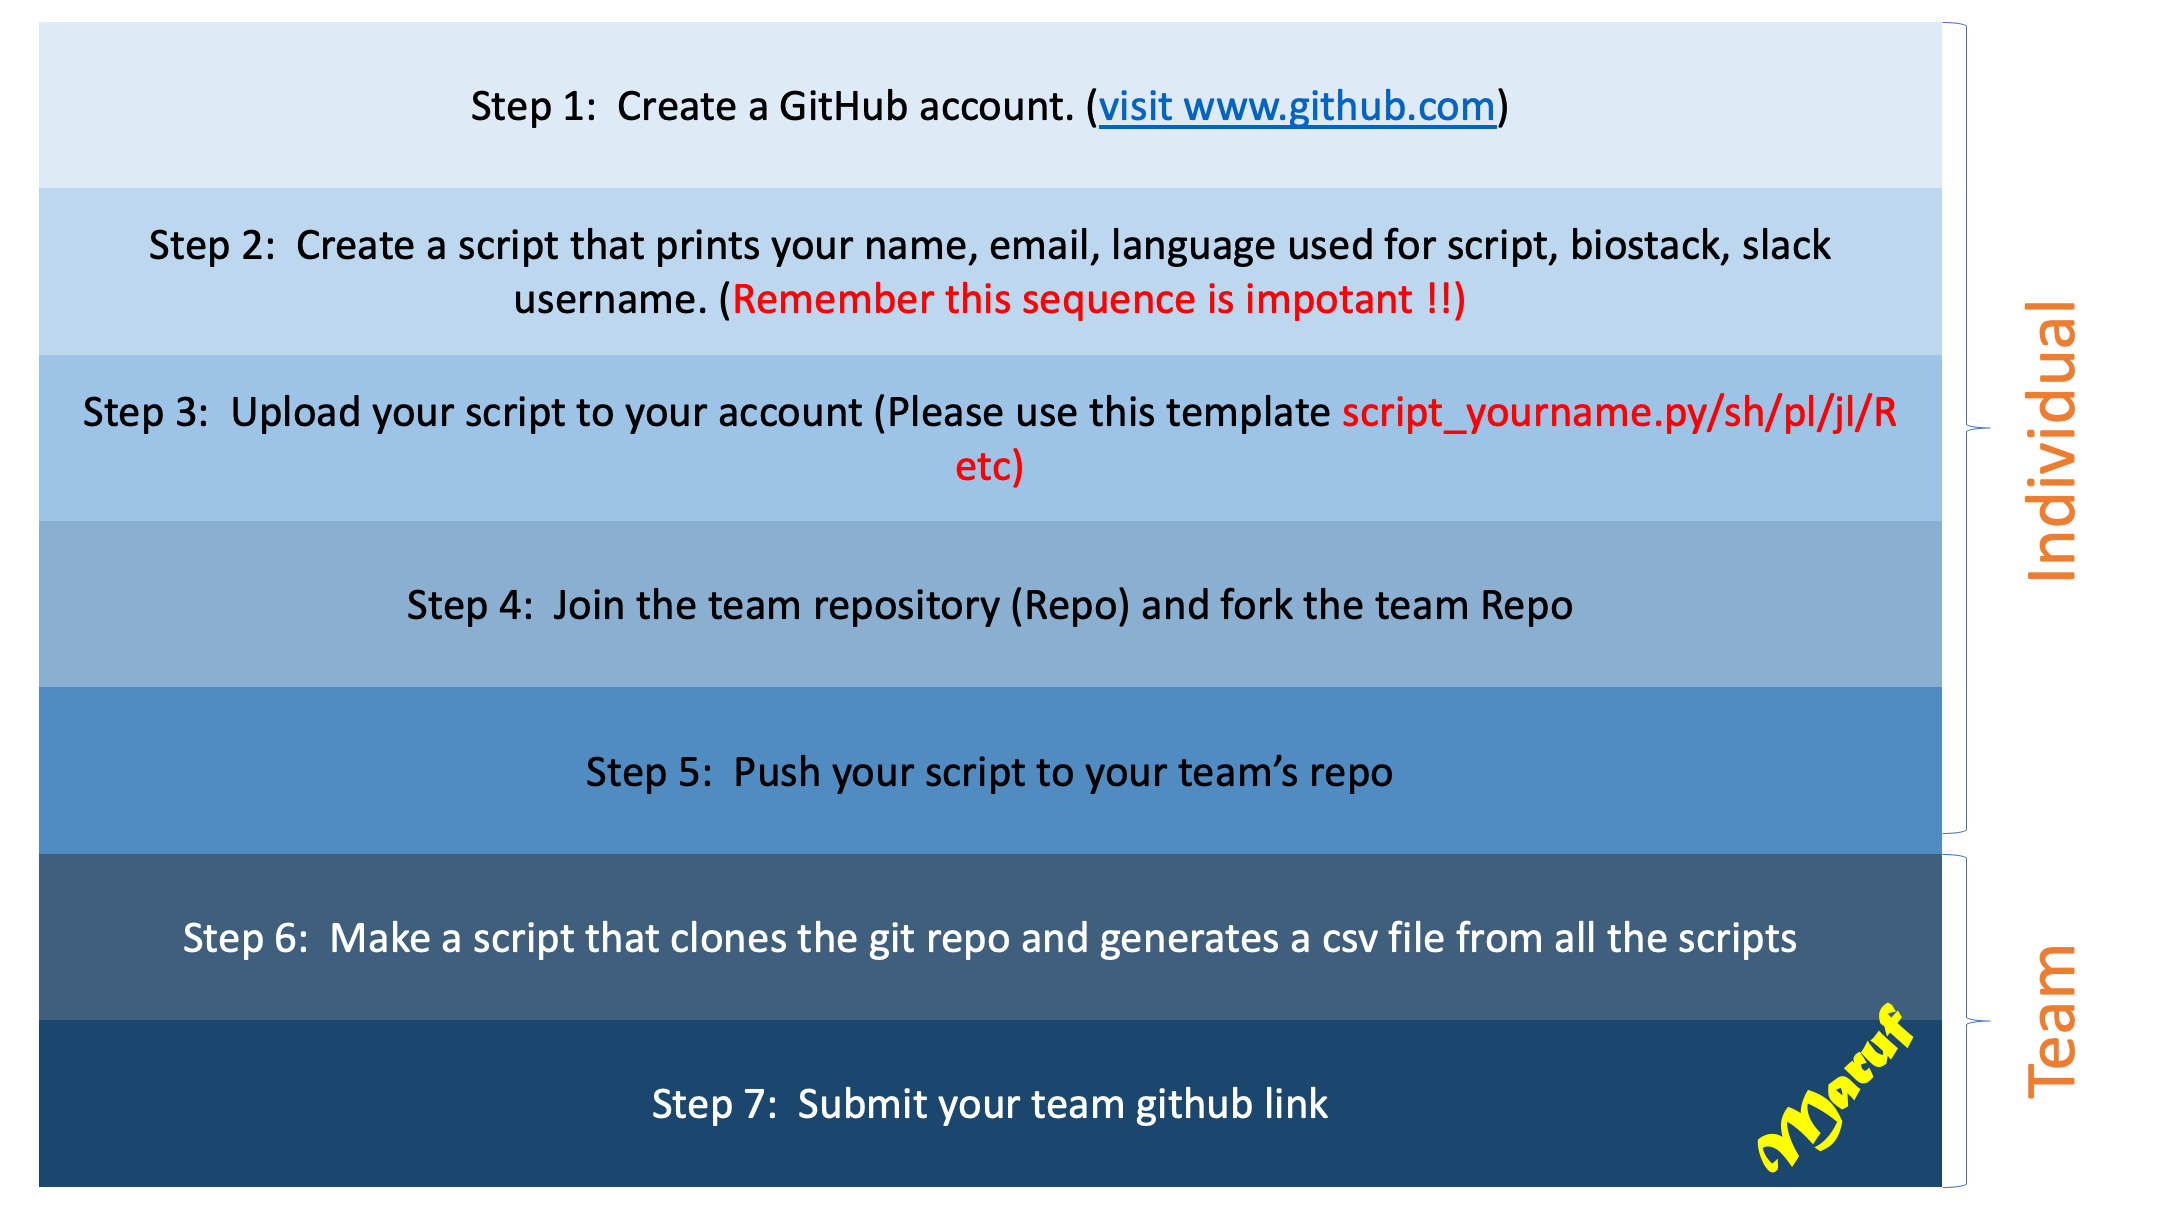 Step 1:  Create a GitHub account. (visit www.github.com)
Step 2:  Create a script that prints your name, email, language used for script, biostack, slack
username. (Remember this sequence is impotant !!)
Step 3:  Upload your script to your account (Please use this template script_yourname.py/sh/pl/jl/R
etc)
Step 4:  Join the team repository (Repo) and fork the team Repo
Step 5:  Push your script to your team’s repo
Individual
Step 6:  Make a script that clones the git repo and generates a csv file from all the scripts
Step 7:  Submit your team github link
Maruf
Team